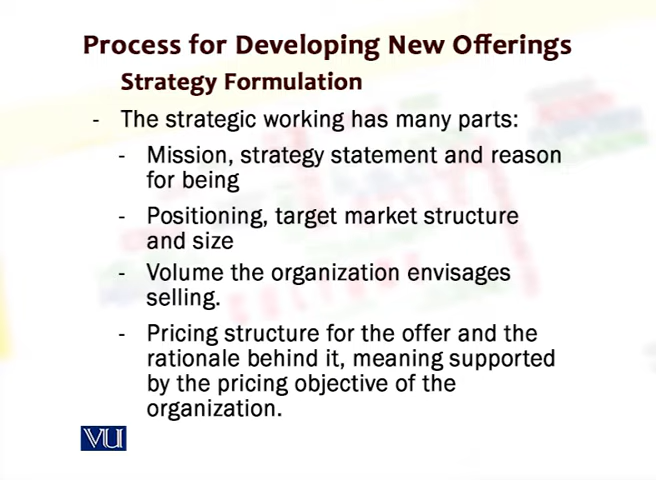 Process for Developing New Offerings
Strategy Formulation
- The strategic working has many parts:
- Mission, strategy statement and reason
for being
- Positioning, target market structure
and size
- Volume the organization envisages
selling.
- Pricing structure for the offer and the
rationale behind it, meaning supported
by the pricing objective of the
organization.
VU